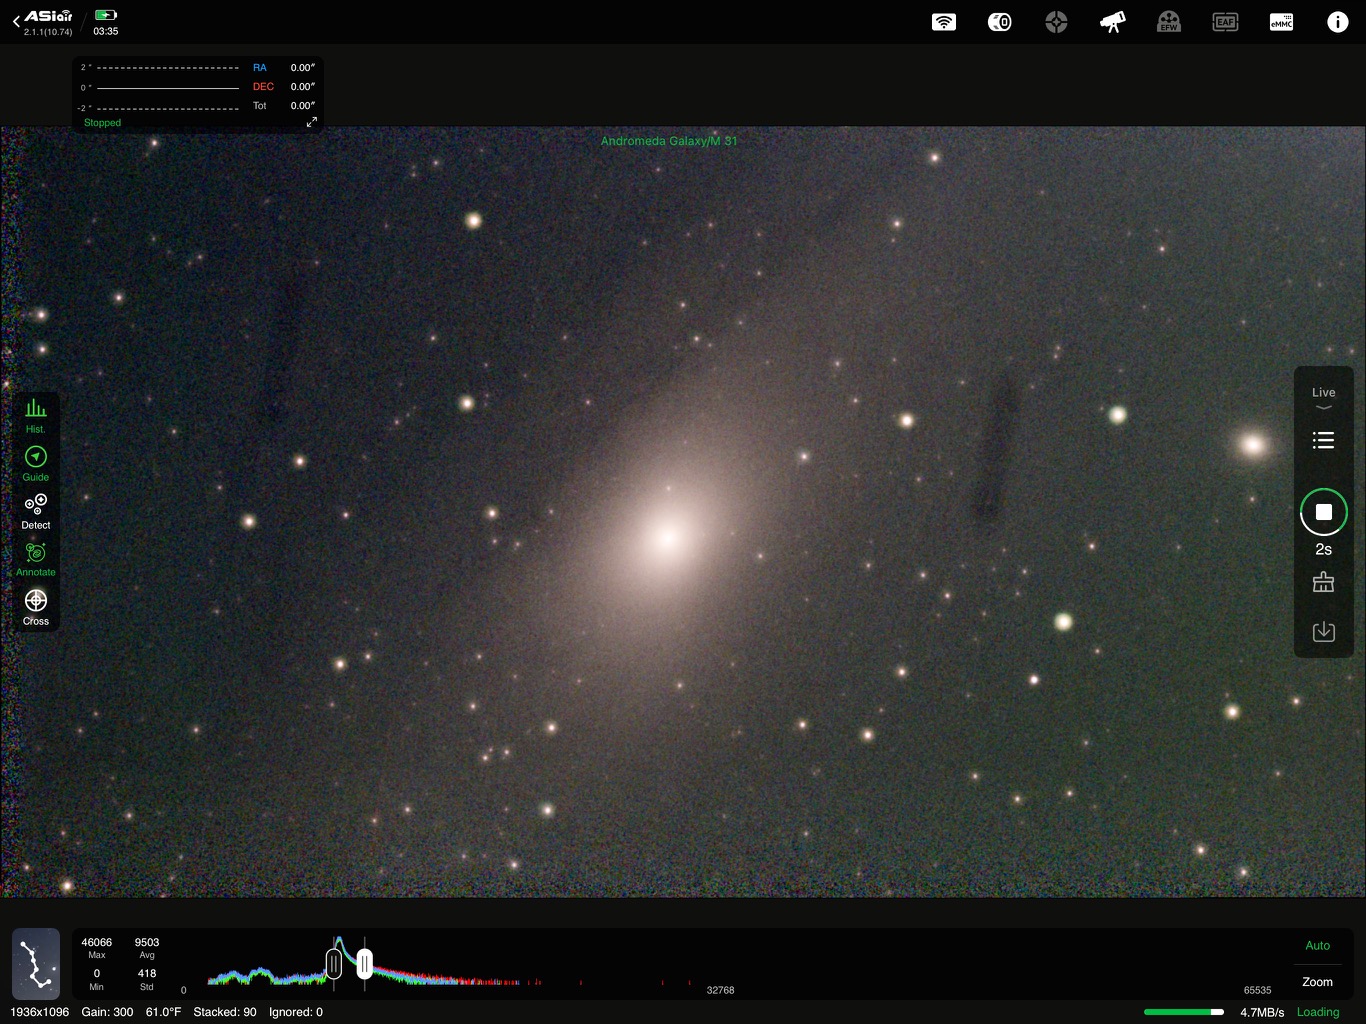 ASIair
2.1.1(10.74)
03:35
EFW
EAF
eMMC
2 "
RA 0.00"
0 "
DEC 0.00"
-2 "
Tot 0.00"
Stopped
Andromeda Galaxy/M 31
Hist.
Guide
Detect
Annotate
Cross
Live
2s
46066 9503
Max Avg
0 418
Min Std
0 32768 65535
Auto
Zoom
1936x1096 Gain: 300 61.0°F Stacked: 90 Ignored: 0 4.7MB/s Loading